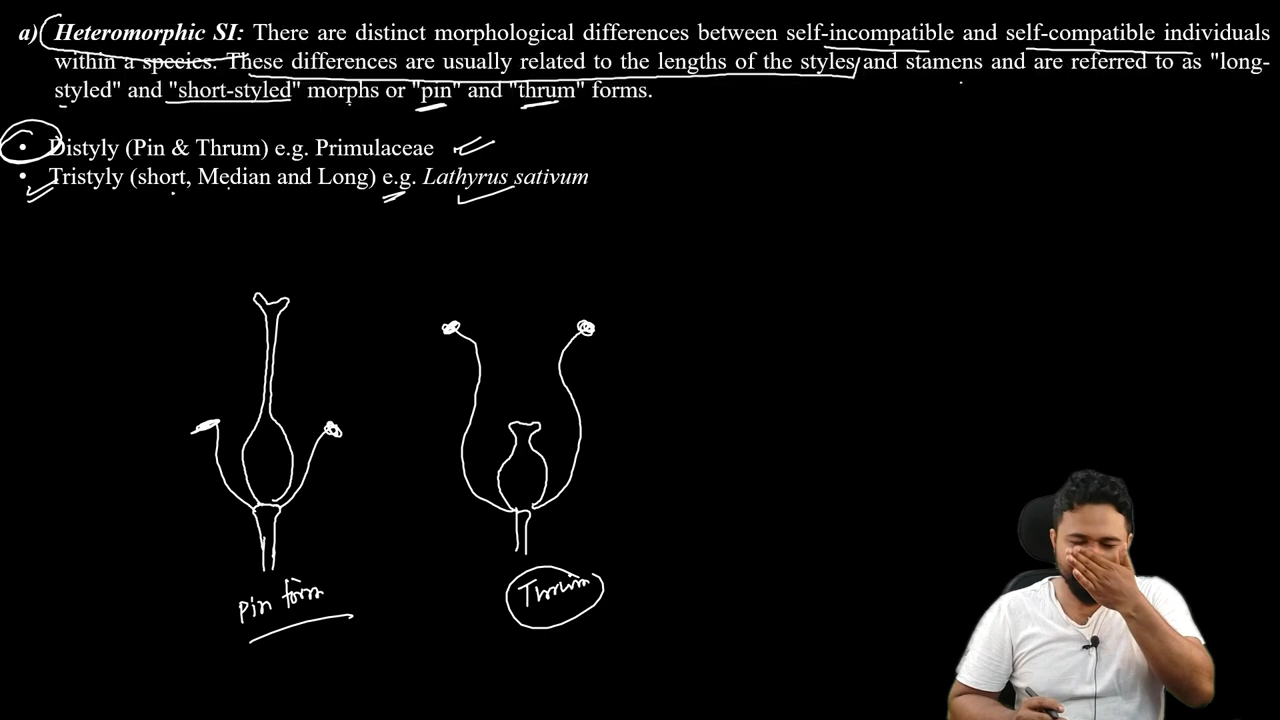 a) Heteromorphic SI: There are distinct morphological differences between self-incompatible and self-compatible individuals
within a species. These differences are usually related to the lengths of the styles and stamens and are referred to as "long-
styled" and "short-styled" morphs or "pin" and "thrum" forms.
• Distyly (Pin & Thrum) e.g. Primulaceae
• Tristyly (short, Median and Long) e.g. Lathyrus sativum
Pin form
Thrum